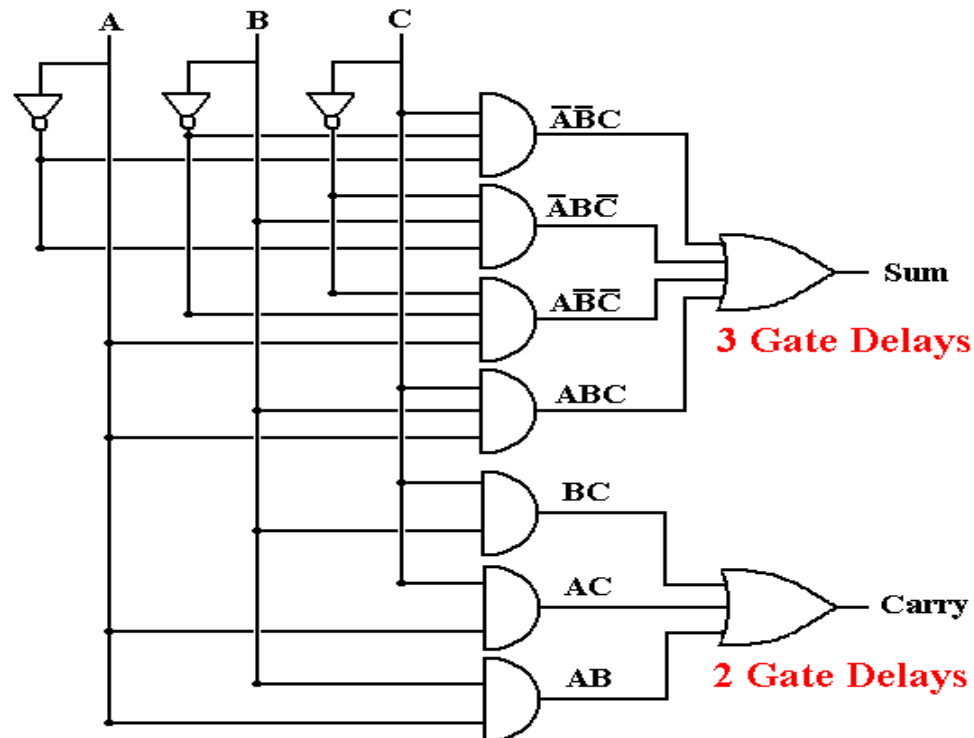 A B C
A̅B̅C
A̅BC̅
Sum
AB̅C̅
3 Gate Delays
ABC
BC
AC
Carry
AB
2 Gate Delays